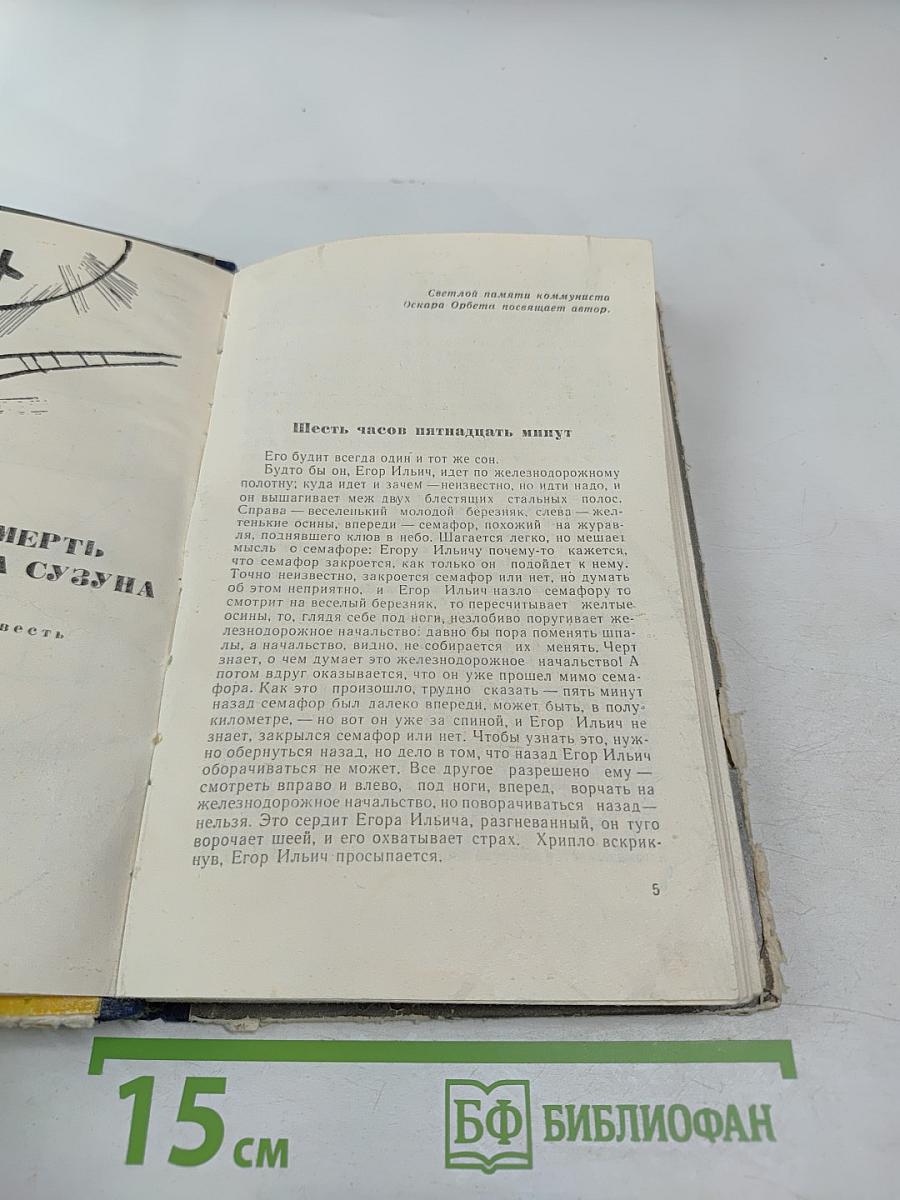 МЕРТЬ
А СУЗУНА
весть
Светлой памяти коммуниста
Оскара Орбета посвящает автор.
Шесть часов пятнадцать минут
Его будит всегда один и тот же сон.
Будто бы он, Егор Ильич, идет по железнодорожному
полотну; куда идет и зачем — неизвестно, но идти надо, и
он вышагивает меж двух блестящих стальных полос.
Справа — веселенький молодой березняк, слева — жел-
тенькие осины, впереди — семафор, похожий на журав-
ля, поднявшего клюв в небо. Шагается легко, но мешает
мысль о семафоре: Егору Ильичу почему-то кажется,
что семафор закроется, как только он подойдет к нему.
Точно неизвестно, закроется семафор или нет, но думать
об этом неприятно, и Егор Ильич назло семафору то
смотрит на веселый березняк, то пересчитывает желтые
осины, то, глядя себе под ноги, незлобиво поругивает же-
лезнодорожное начальство: давно бы пора поменять шпа-
лы, а начальство, видно, не собирается их менять. Черт
знает, о чем думает это железнодорожное начальство! А
потом вдруг оказывается, что он уже прошел мимо сема-
фора. Как это произошло, трудно сказать — пять минут
назад семафор был далеко впереди, может быть, в полу-
километре, — но вот он уже за спиной, и Егор Ильич не
знает, закрылся семафор или нет. Чтобы узнать это, нуж-
но обернуться назад, но дело в том, что назад Егор Ильич
оборачиваться не может. Все другое разрешено ему —
смотреть вправо и влево, под ноги, вперед, ворчать на
железнодорожное начальство, но поворачиваться назад —
нельзя. Это сердит Егора Ильича, разгневанный, он туго
ворочает шеей, и его охватывает страх. Хрипло вскрик-
нув, Егор Ильич просыпается.
5
15 см
БФ БИБЛИОФАН